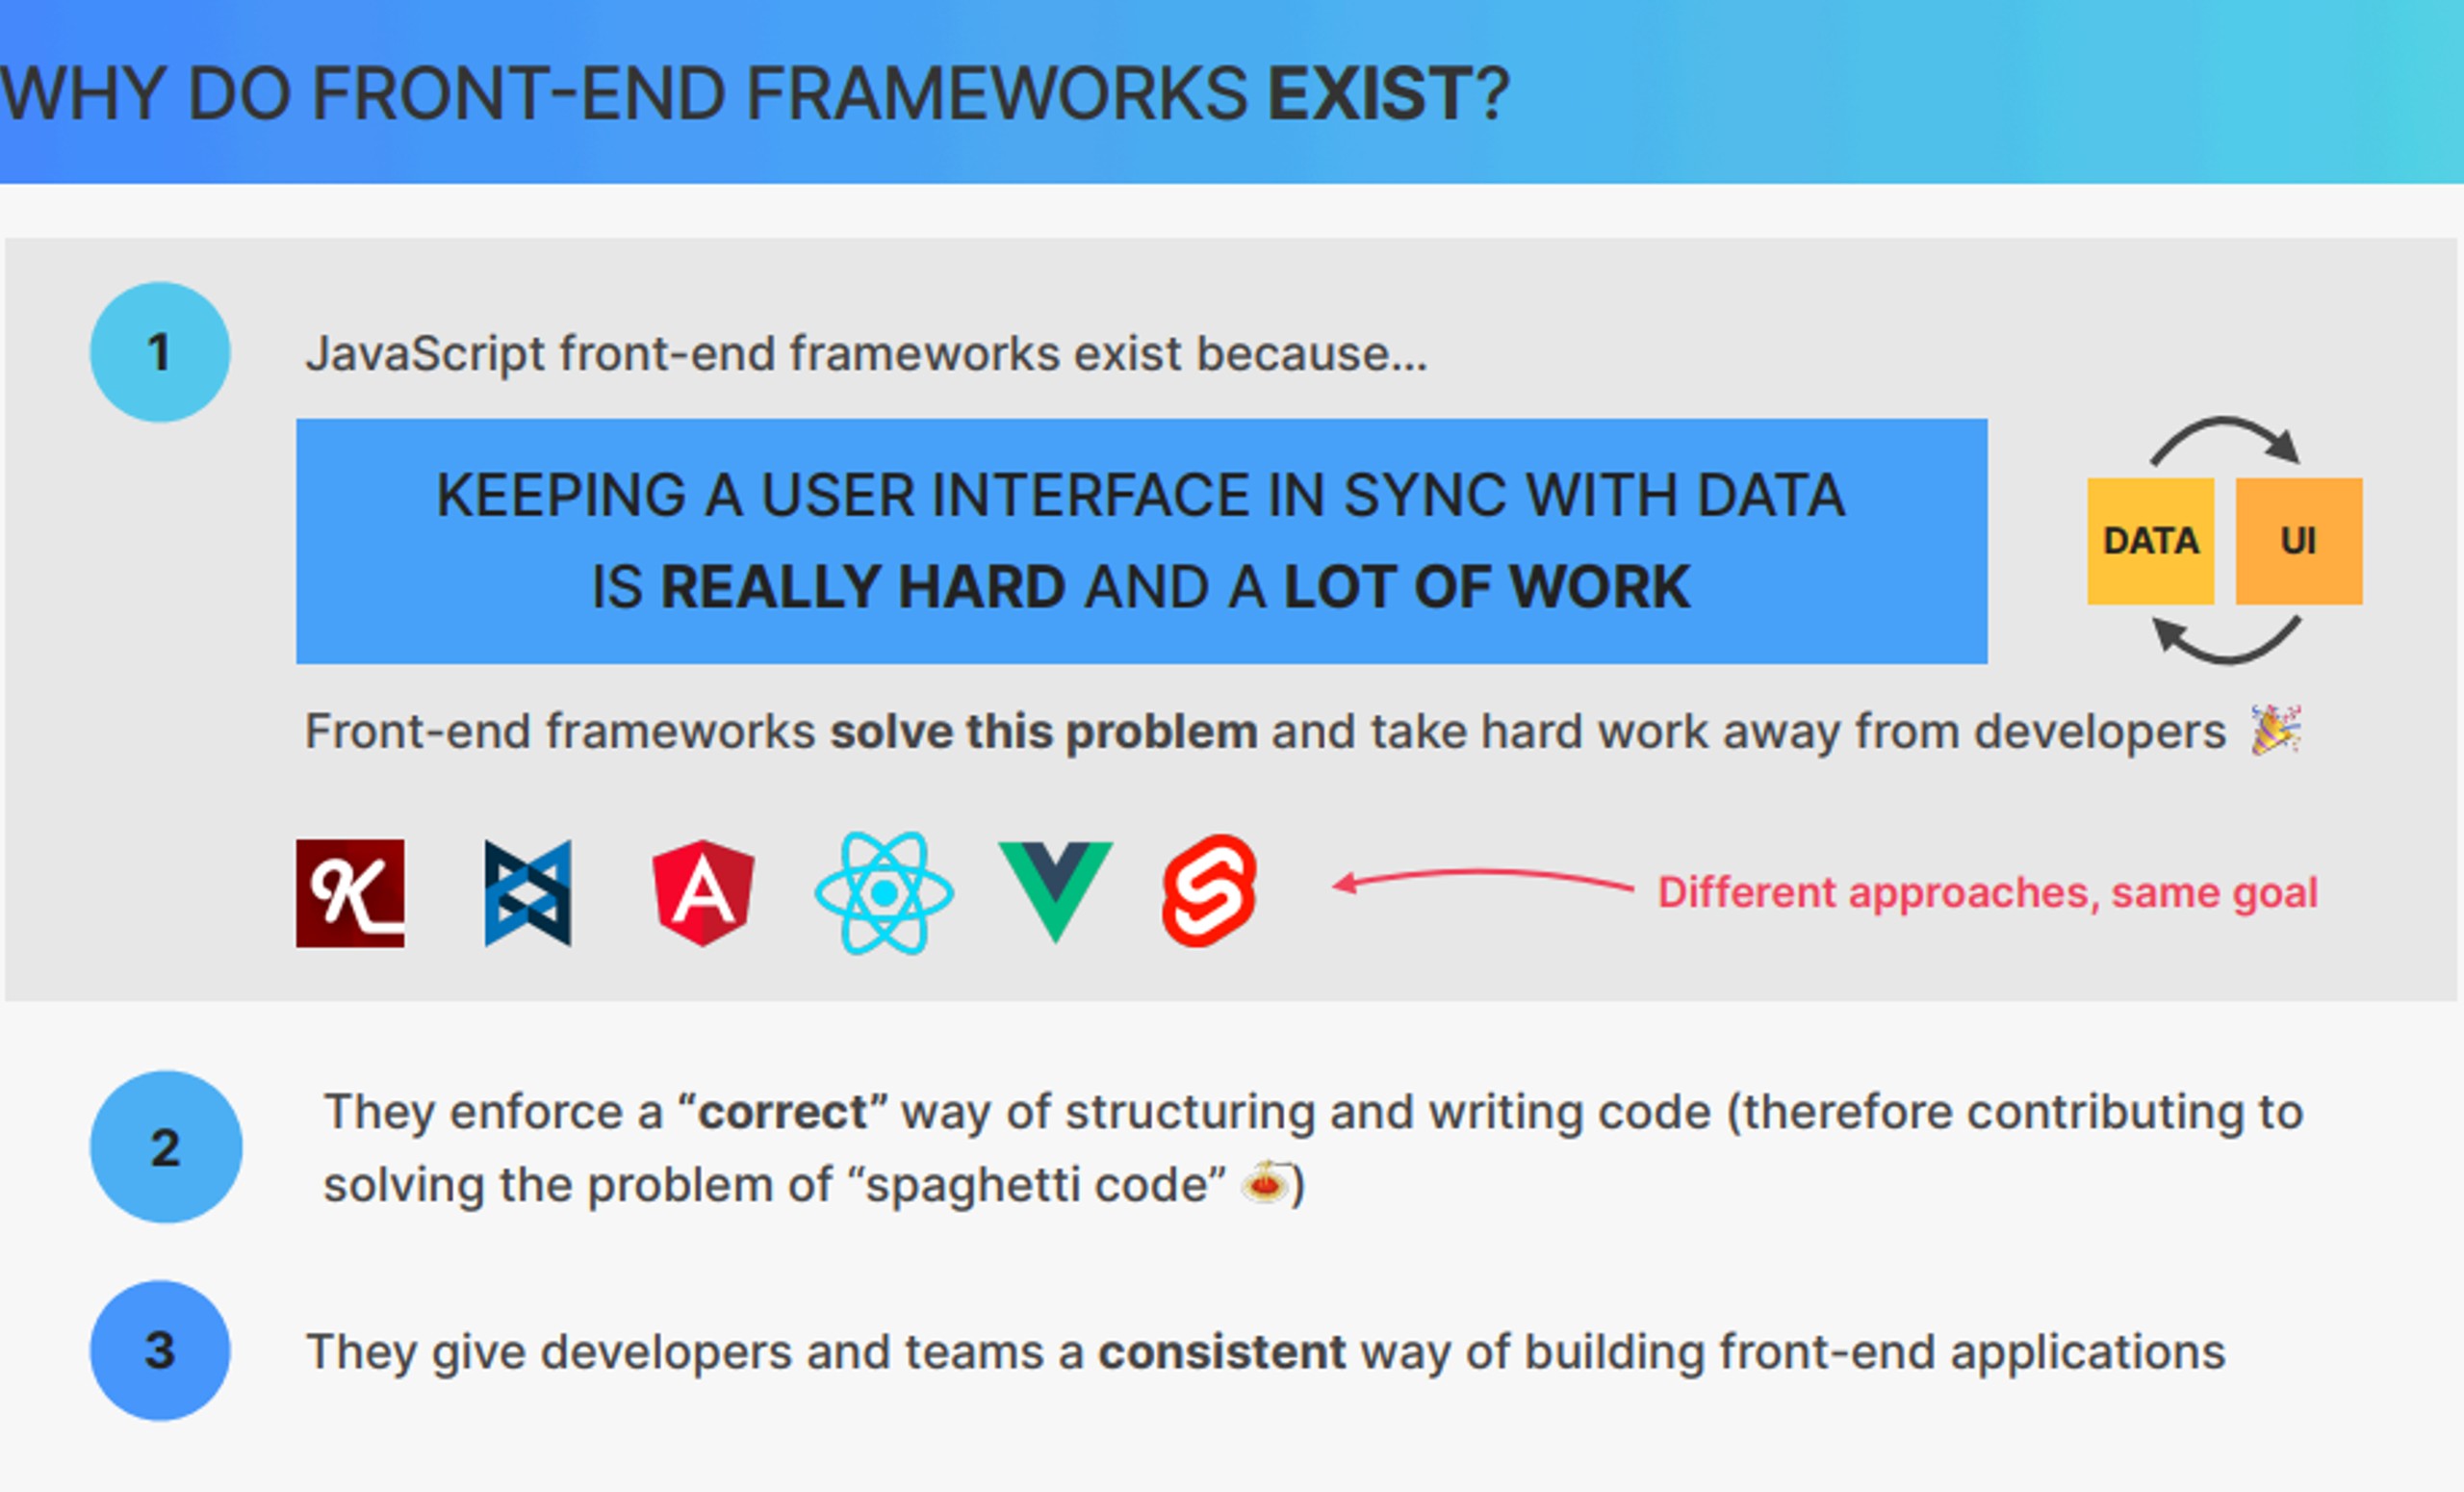 WHY DO FRONT-END FRAMEWORKS EXIST?
1
JavaScript front-end frameworks exist because...
KEEPING A USER INTERFACE IN SYNC WITH DATA
IS REALLY HARD AND A LOT OF WORK
DATA
UI
Front-end frameworks solve this problem and take hard work away from developers 🎉
Different approaches, same goal
2
They enforce a “correct” way of structuring and writing code (therefore contributing to
solving the problem of “spaghetti code” 🍝)
3
They give developers and teams a consistent way of building front-end applications